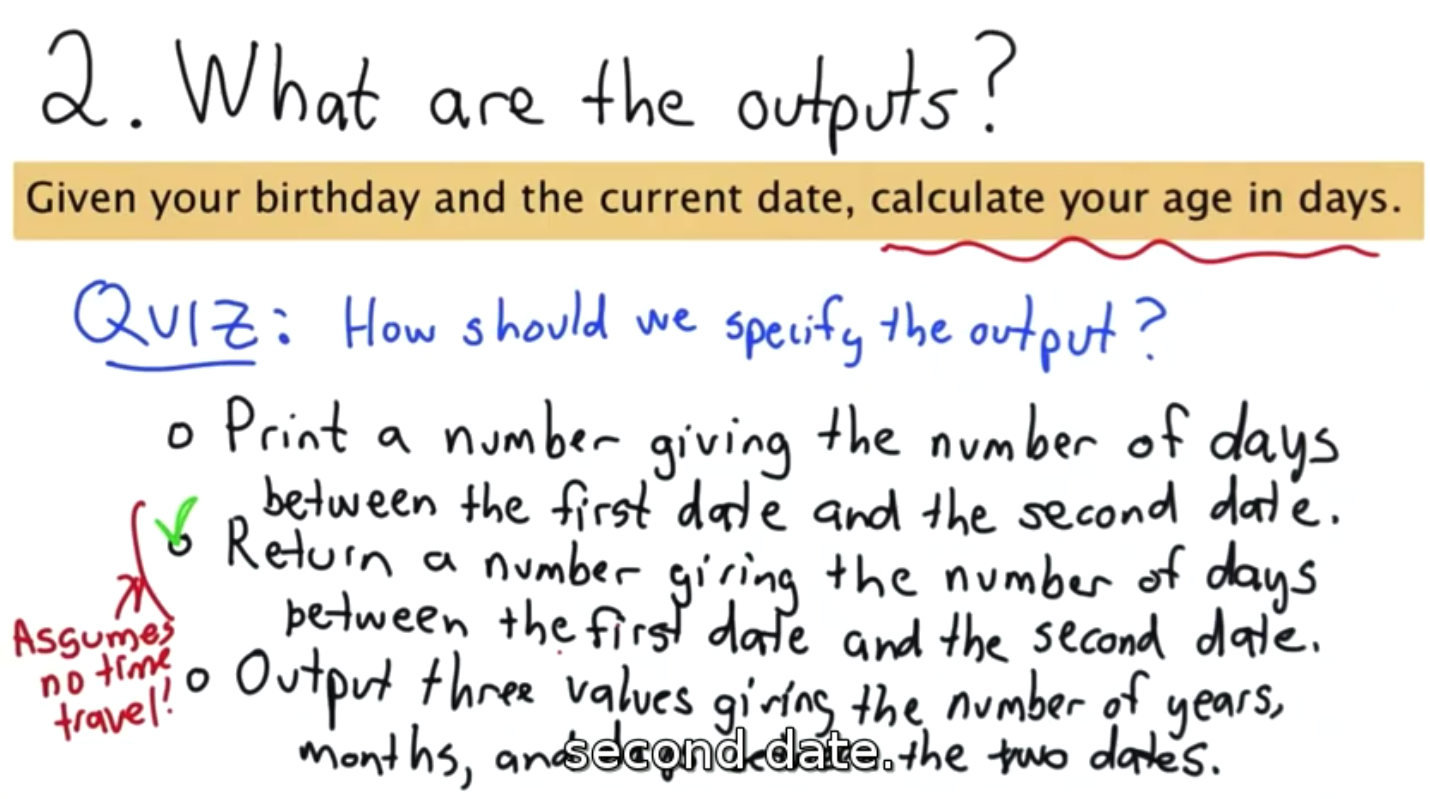 2. What are the outputs?
Given your birthday and the current date, calculate your age in days.
QUIZ: How should we specify the output?
o Print a number giving the number of days
between the first date and the second date.
o Return a number giving the number of days
between the first date and the second date.
Assumes
no time
travel!
o Output three values giving the number of years,
months, and the two dates.
second date.